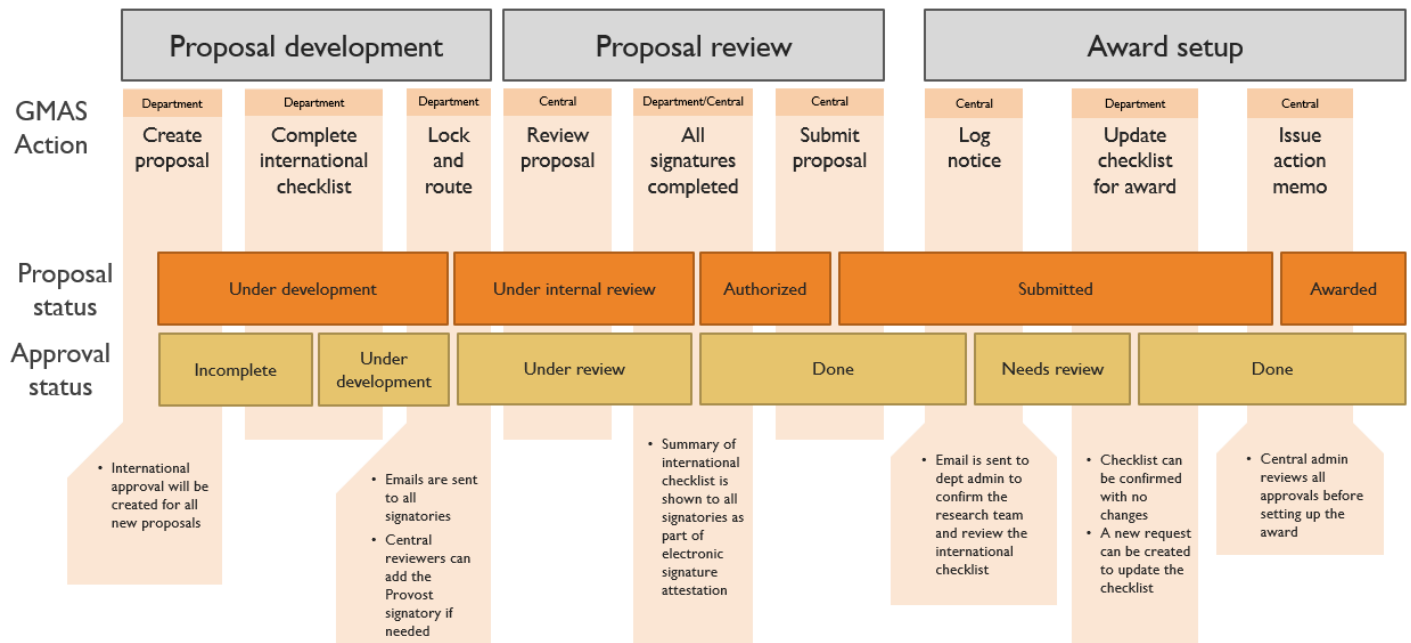 Proposal development
Proposal review
Award setup
GMAS
Action
Department
Create
proposal
Department
Complete
international
checklist
Department
Lock
and
route
Central
Review
proposal
Department/Central
All
signatures
completed
Central
Submit
proposal
Central
Log
notice
Department
Update
checklist
for award
Central
Issue
action
memo
Proposal
status
Under development
Under internal review
Authorized
Submitted
Awarded
Approval
status
Incomplete
Under
development
Under review
Done
Needs review
Done
• International
approval will be
created for all
new proposals
• Emails are sent
to all
signatories
• Central
reviewers can
add the
Provost
signatory if
needed
• Summary of
international
checklist is
shown to all
signatories as
part of
electronic
signature
attestation
• Email is sent to
dept admin to
confirm the
research team
and review the
international
checklist
• Checklist can
be confirmed
with no
changes
• A new request
can be created
to update the
checklist
• Central admin
reviews all
approvals before
setting up the
award